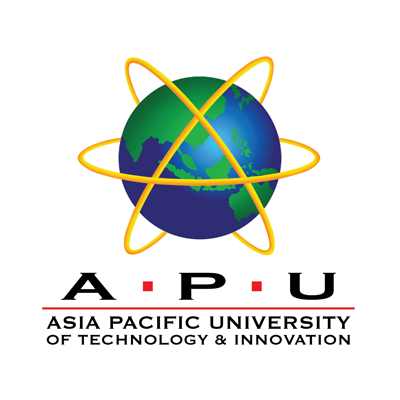 A · P · U
ASIA PACIFIC UNIVERSITY
OF TECHNOLOGY & INNOVATION